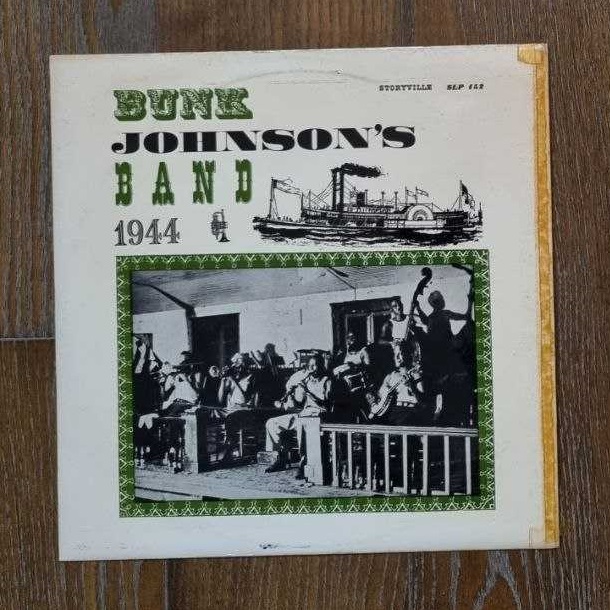 STORYVILLE SLP 152
BUNK
JOHNSON'S
BAND
1944